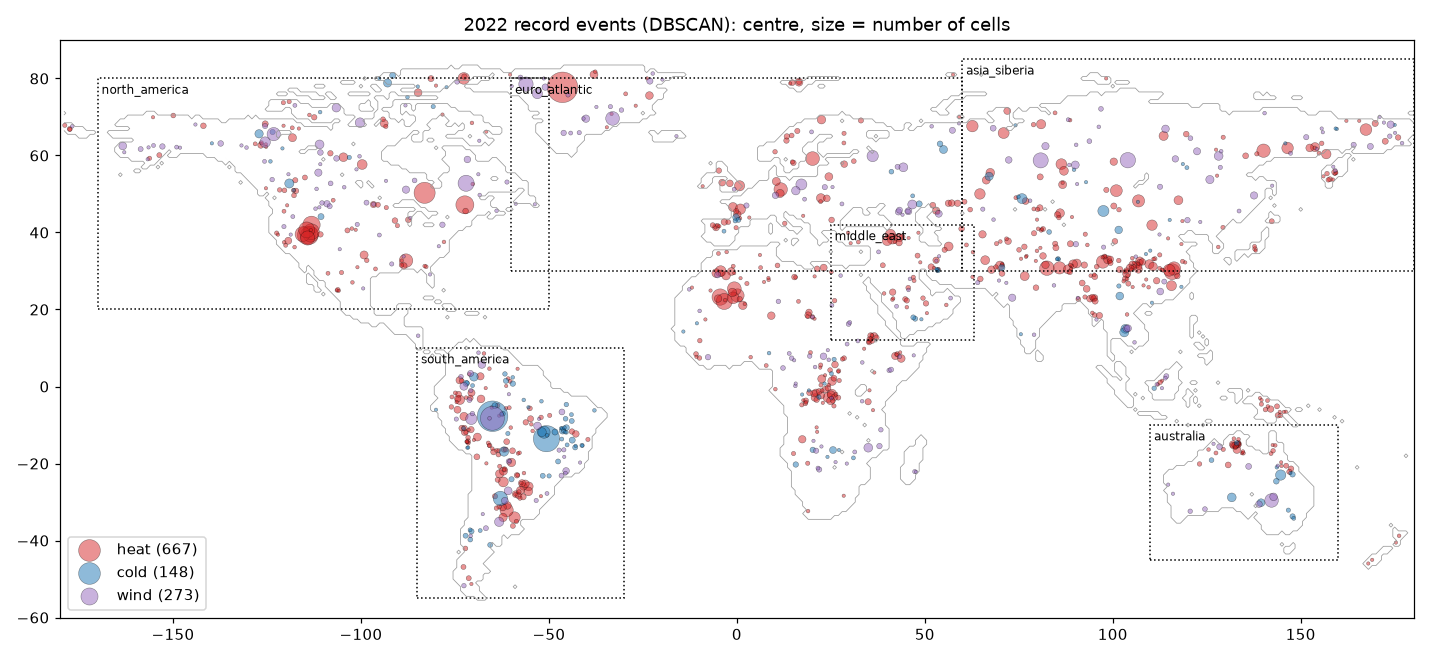 2022 record events (DBSCAN): centre, size = number of cells
80
60
40
20
0
−20
−40
−60
north_america
euro_atlantic
asia_siberia
middle_east
south_america
australia
heat (667)
cold (148)
wind (273)
−150
−100
−50
0
50
100
150